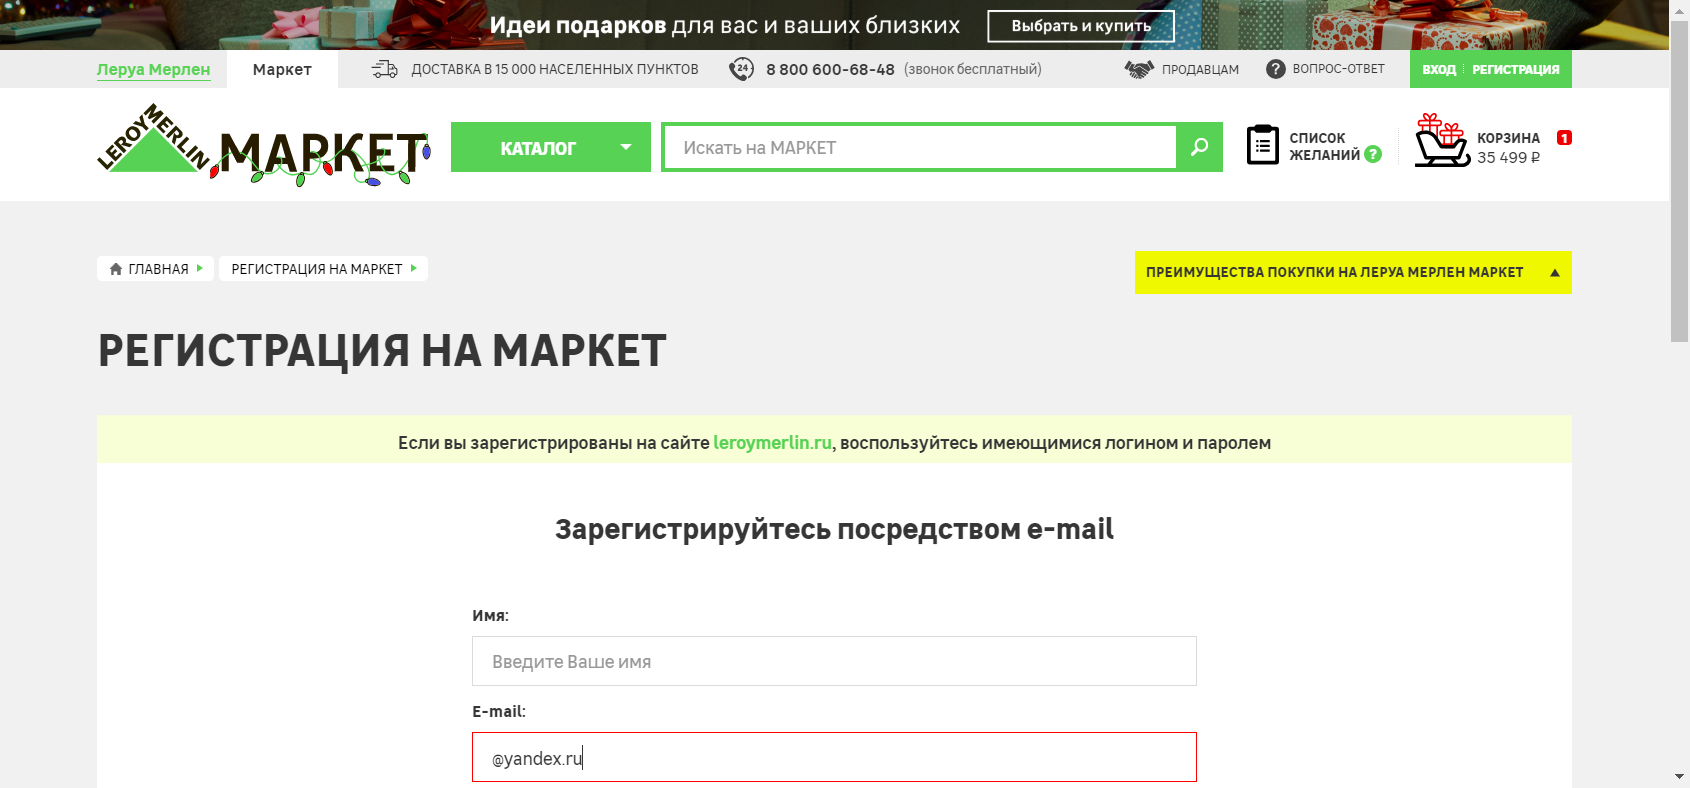 Идеи подарков для вас и ваших близких
Выбрать и купить
Леруа Мерлен
Маркет
ДОСТАВКА В 15 000 НАСЕЛЕННЫХ ПУНКТОВ
24
8 800 600-68-48 (звонок бесплатный)
ПРОДАВЦАМ
? ВОПРОС-ОТВЕТ
ВХОД
РЕГИСТРАЦИЯ
LEROY MERLIN
МАРКЕТ
КАТАЛОГ
Искать на МАРКЕТ
СПИСОК
ЖЕЛАНИЙ ?
КОРЗИНА 1
35 499 ₽
ГЛАВНАЯ
РЕГИСТРАЦИЯ НА МАРКЕТ
ПРЕИМУЩЕСТВА ПОКУПКИ НА ЛЕРУА МЕРЛЕН МАРКЕТ
РЕГИСТРАЦИЯ НА МАРКЕТ
Если вы зарегистрированы на сайте leroymerlin.ru, воспользуйтесь имеющимися логином и паролем
Зарегистрируйтесь посредством e-mail
Имя:
Введите Ваше имя
E-mail:
@yandex.ru